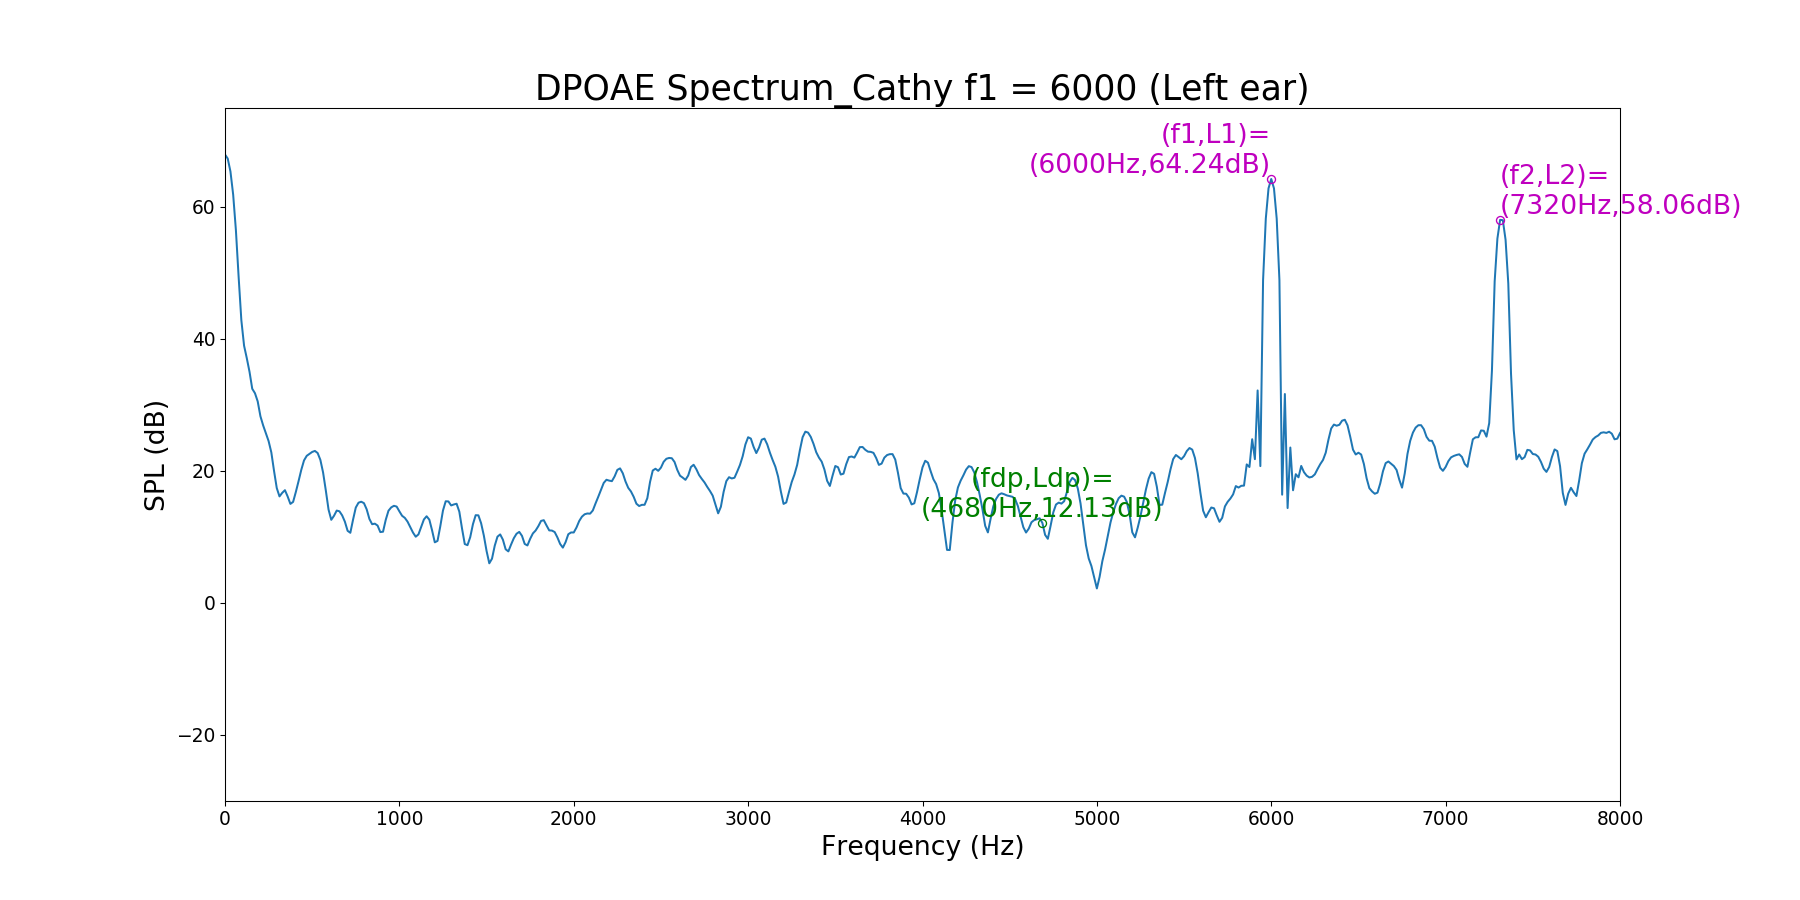 DPOAE Spectrum_Cathy f1 = 6000 (Left ear)
(f1,L1)=
(6000Hz,64.24dB)
(f2,L2)=
(7320Hz,58.06dB)
(fdp,Ldp)=
(4680Hz,12.13dB)
SPL (dB)
60
40
20
0
−20
0 1000 2000 3000 4000 5000 6000 7000 8000
Frequency (Hz)